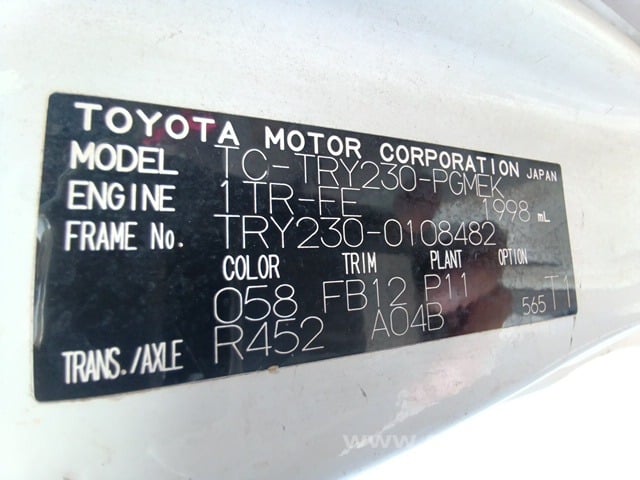 TOYOTA MOTOR CORPORATION JAPAN
MODEL TC-TRY230-PGMEK
ENGINE 1TR-FE 1998 mL
FRAME No. TRY230-0108482
COLOR TRIM PLANT OPTION
058 FB12 P11 565 T1
TRANS./AXLE R452 A04B
www.